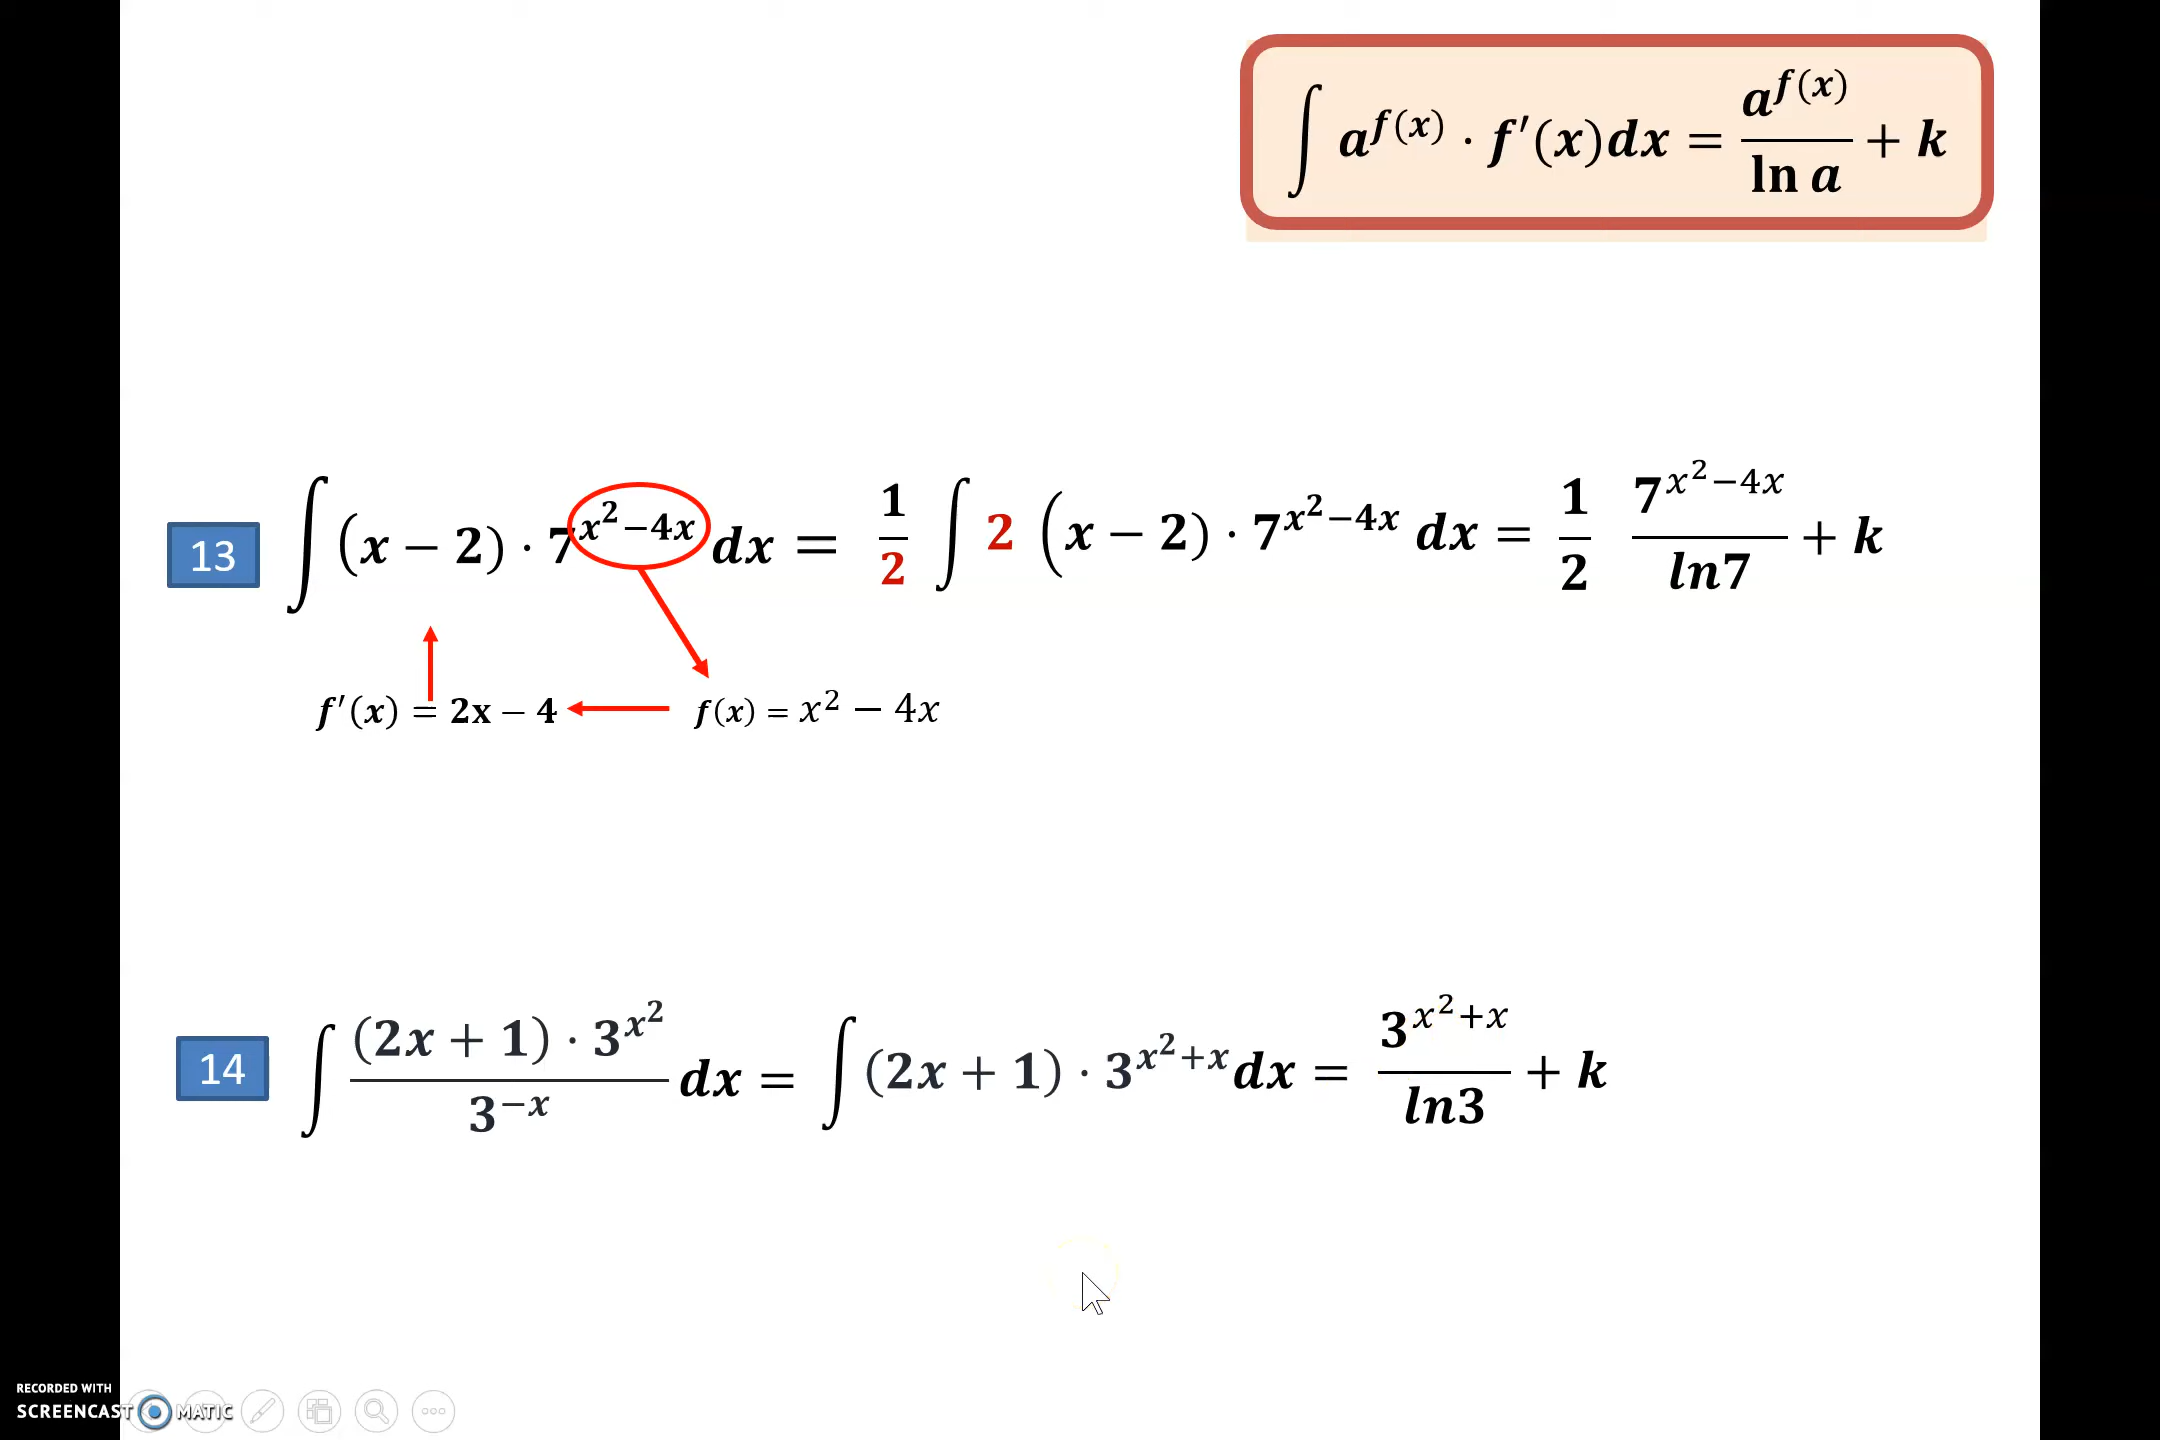 ∫ a^{f(x)} · f′(x)dx = a^{f(x)} / ln a + k
13
∫ (x − 2) · 7^{x²−4x} dx = 1/2 ∫ 2 (x − 2) · 7^{x²−4x} dx = 1/2 7^{x²−4x} / ln7 + k
f′(x) = 2x − 4
f(x) = x² − 4x
14
∫ (2x + 1) · 3^{x²} / 3^{−x} dx = ∫ (2x + 1) · 3^{x²+x} dx = 3^{x²+x} / ln3 + k
RECORDED WITH
SCREENCAST MATIC